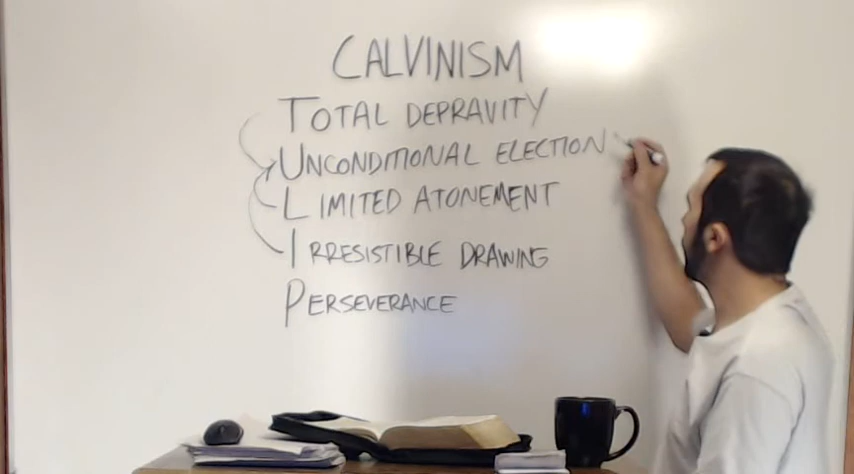 CALVINISM
TOTAL DEPRAVITY
UNCONDITIONAL ELECTION
LIMITED ATONEMENT
IRRESISTIBLE DRAWING
PERSEVERANCE